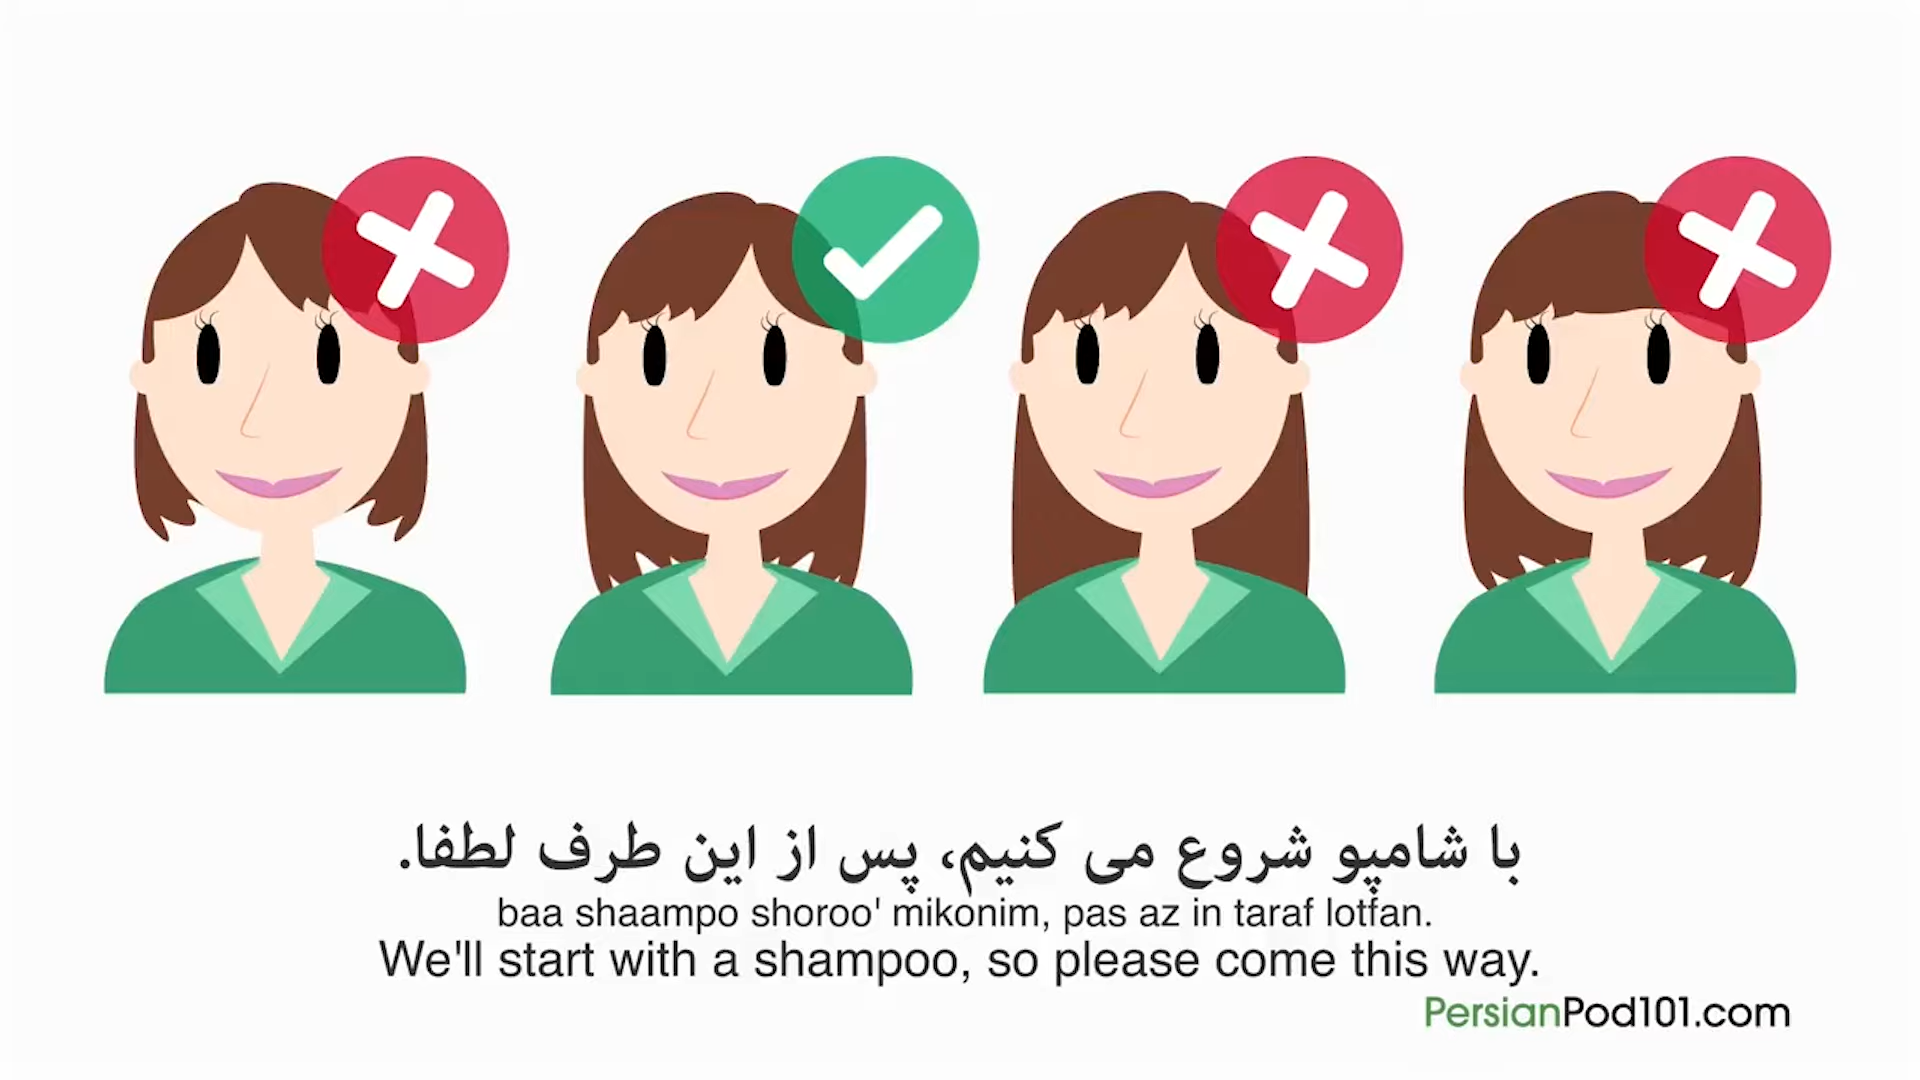 با شامپو شروع می کنیم، پس از این طرف لطفا.
baa shaampo shoroo' mikonim, pas az in taraf lotfan.
We'll start with a shampoo, so please come this way.
PersianPod101.com